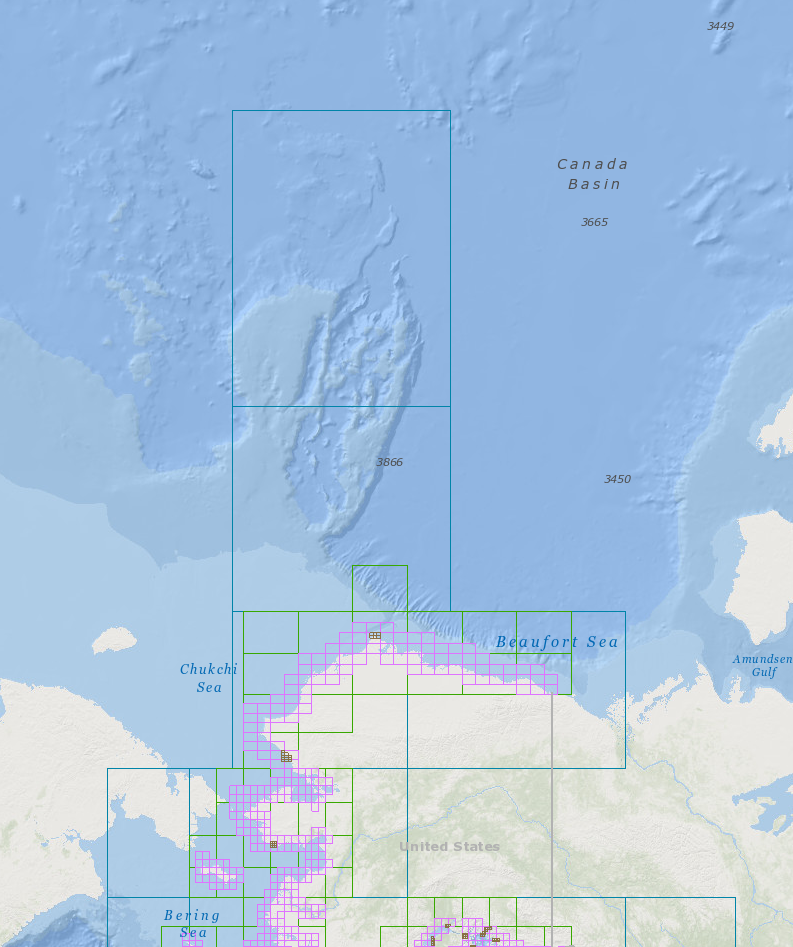 3449
Canada
Basin
3665
3866
3450
Beaufort Sea
Chukchi
Sea
Amundsen
Gulf
United States
Bering
Sea